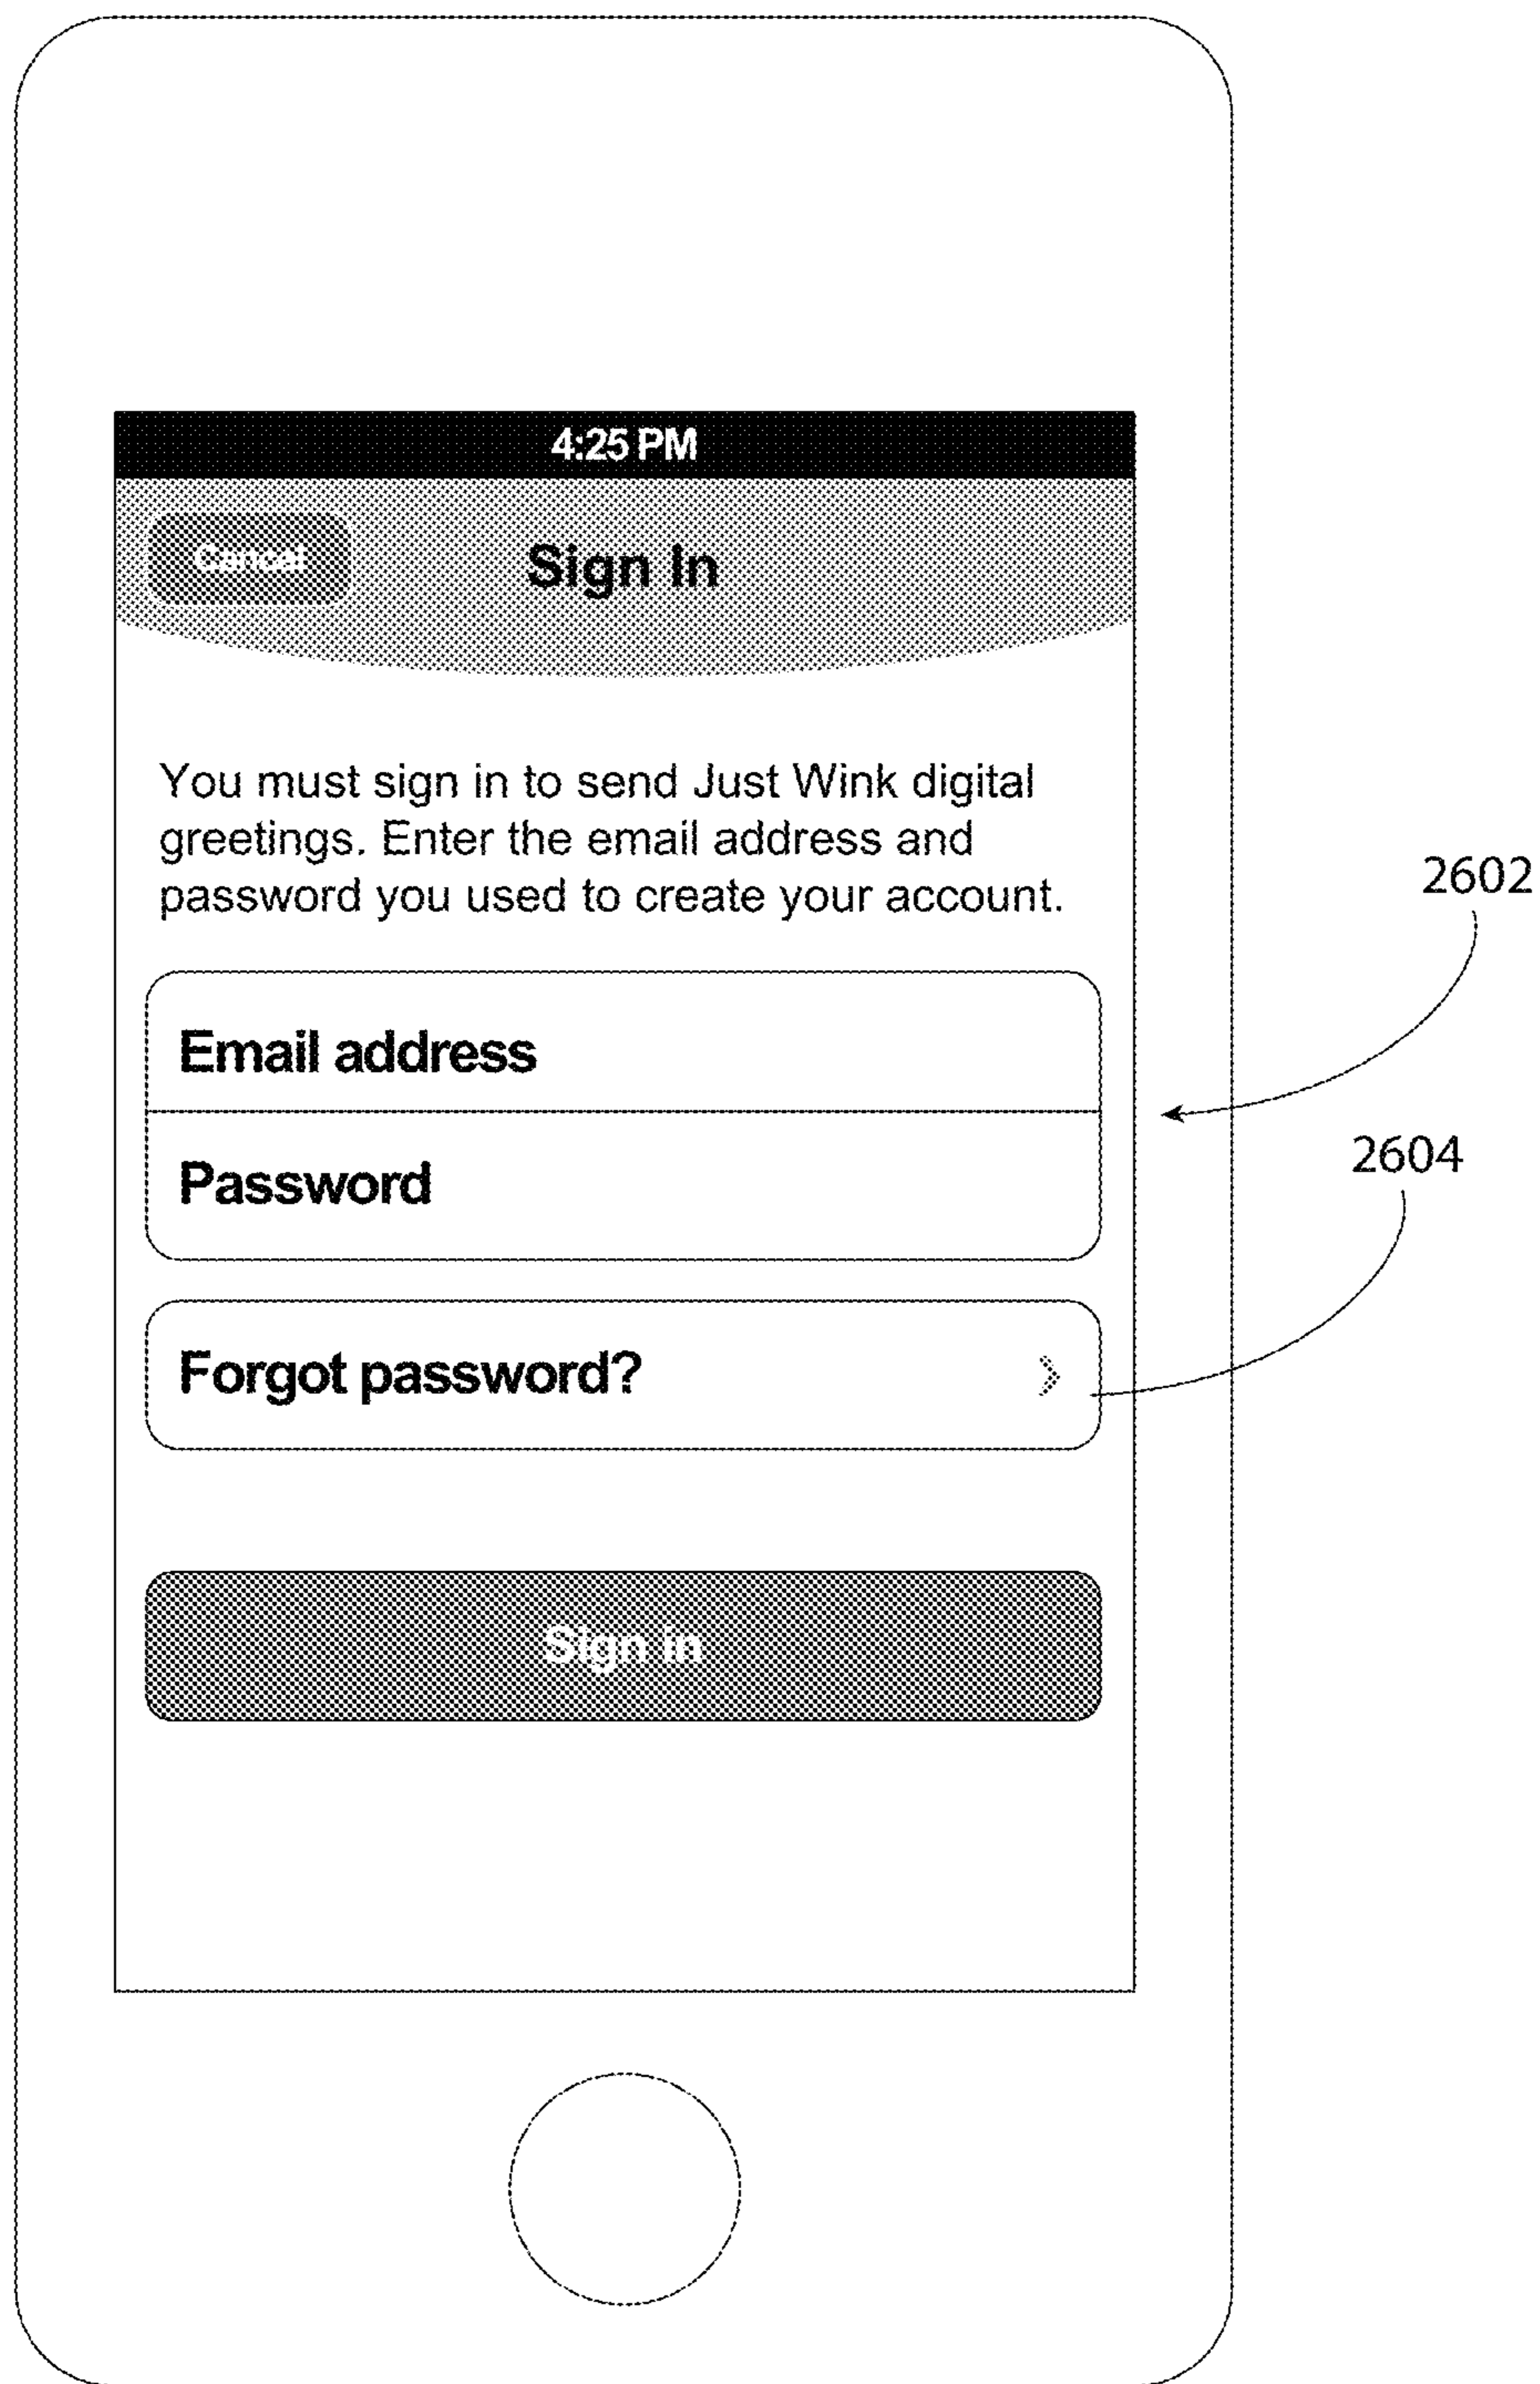 4:25 PM
Cancel
Sign In
You must sign in to send Just Wink digital
greetings. Enter the email address and
password you used to create your account.
2602
Email address
2604
Password
Forgot password?
Sign in